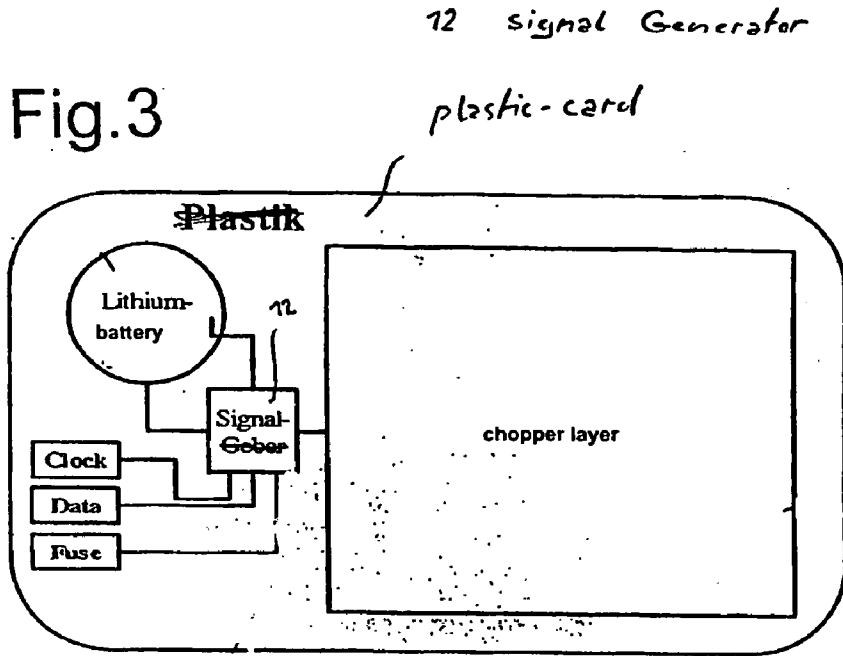 12 signal Generator
Fig.3
plastic-card
Plastik
Lithium-
battery
12
Signal-
Geber
chopper layer
Clock
Data
Fuse